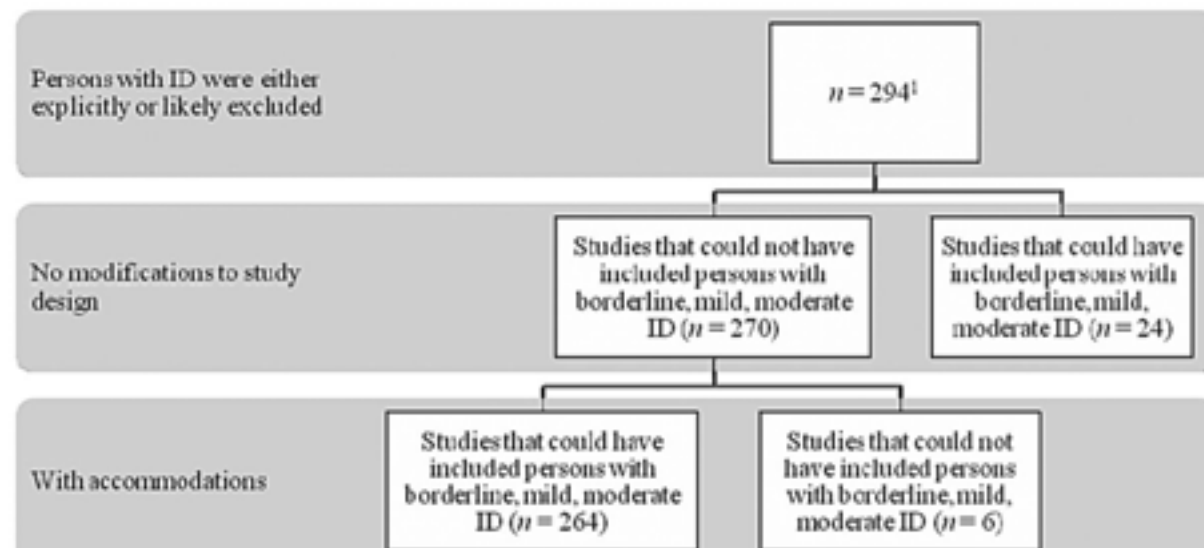 Persons with ID were either
explicitly or likely excluded
n = 294¹
No modifications to study
design
Studies that could not have
included persons with
borderline, mild, moderate
ID (n = 270)
Studies that could have
included persons with
borderline, mild,
moderate ID (n = 24)
With accommodations
Studies that could have
included persons with
borderline, mild, moderate
ID (n = 264)
Studies that could not
have included persons
with borderline, mild,
moderate ID (n = 6)